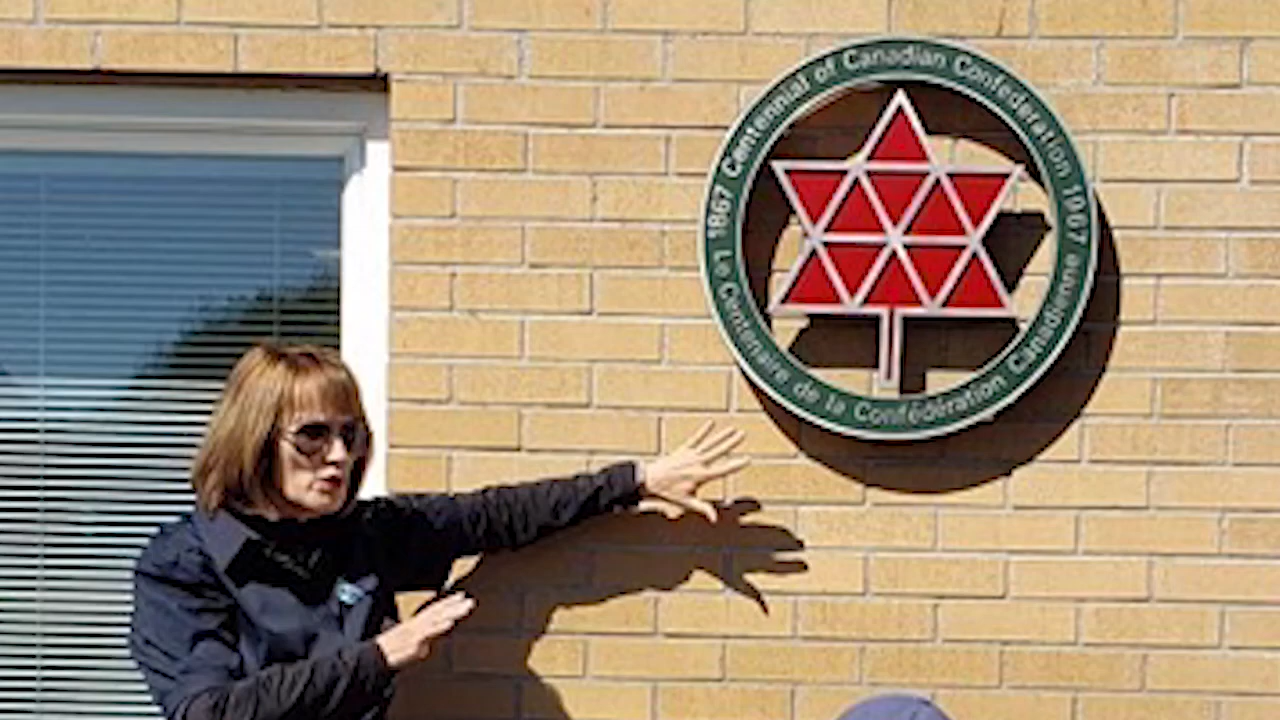 1867 Centennial of Canadian Confederation 1967
Le Centenaire de la Confédération Canadienne